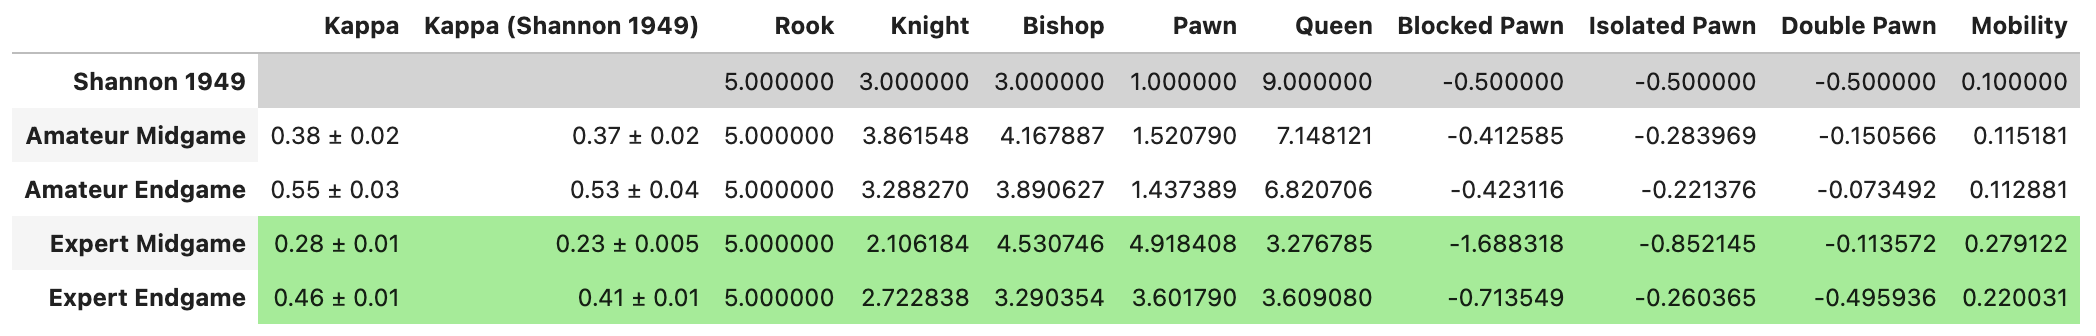 Kappa Kappa (Shannon 1949) Rook Knight Bishop Pawn Queen Blocked Pawn Isolated Pawn Double Pawn Mobility
Shannon 1949 5.000000 3.000000 3.000000 1.000000 9.000000 -0.500000 -0.500000 -0.500000 0.100000
Amateur Midgame 0.38 ± 0.02 0.37 ± 0.02 5.000000 3.861548 4.167887 1.520790 7.148121 -0.412585 -0.283969 -0.150566 0.115181
Amateur Endgame 0.55 ± 0.03 0.53 ± 0.04 5.000000 3.288270 3.890627 1.437389 6.820706 -0.423116 -0.221376 -0.073492 0.112881
Expert Midgame 0.28 ± 0.01 0.23 ± 0.005 5.000000 2.106184 4.530746 4.918408 3.276785 -1.688318 -0.852145 -0.113572 0.279122
Expert Endgame 0.46 ± 0.01 0.41 ± 0.01 5.000000 2.722838 3.290354 3.601790 3.609080 -0.713549 -0.260365 -0.495936 0.220031